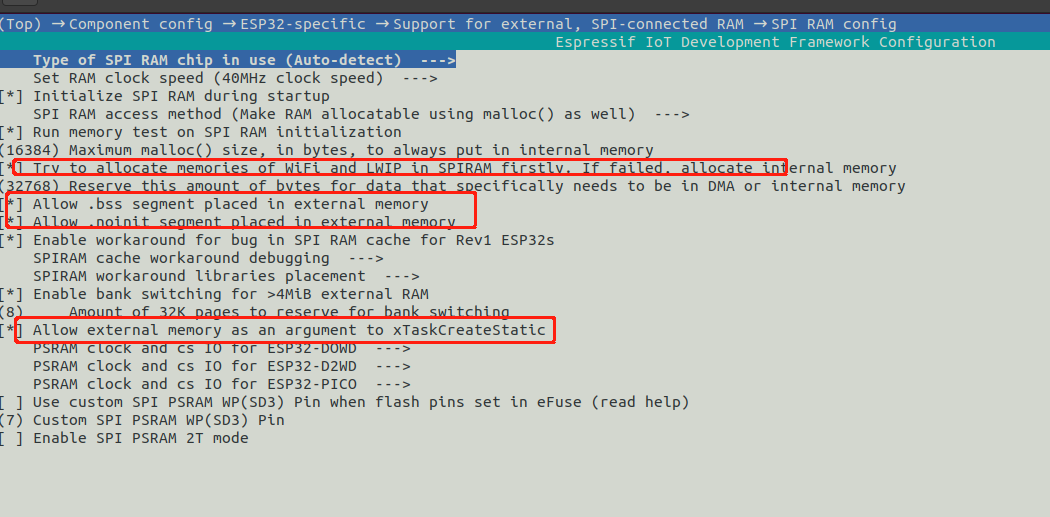 (Top) → Component config → ESP32-specific → Support for external, SPI-connected RAM → SPI RAM config
Espressif IoT Development Framework Configuration
Type of SPI RAM chip in use (Auto-detect)  --->
Set RAM clock speed (40MHz clock speed)  --->
[*] Initialize SPI RAM during startup
SPI RAM access method (Make RAM allocatable using malloc() as well)  --->
[*] Run memory test on SPI RAM initialization
(16384) Maximum malloc() size, in bytes, to always put in internal memory
[*] Try to allocate memories of WiFi and LWIP in SPIRAM firstly. If failed, allocate internal memory
(32768) Reserve this amount of bytes for data that specifically needs to be in DMA or internal memory
[*] Allow .bss segment placed in external memory
[*] Allow .noinit segment placed in external memory
[*] Enable workaround for bug in SPI RAM cache for Rev1 ESP32s
SPIRAM cache workaround debugging  --->
SPIRAM workaround libraries placement  --->
[*] Enable bank switching for >4MiB external RAM
(8)     Amount of 32K pages to reserve for bank switching
[*] Allow external memory as an argument to xTaskCreateStatic
PSRAM clock and cs IO for ESP32-DOWD  --->
PSRAM clock and cs IO for ESP32-D2WD  --->
PSRAM clock and cs IO for ESP32-PICO  --->
[ ] Use custom SPI PSRAM WP(SD3) Pin when flash pins set in eFuse (read help)
(7) Custom SPI PSRAM WP(SD3) Pin
[ ] Enable SPI PSRAM 2T mode